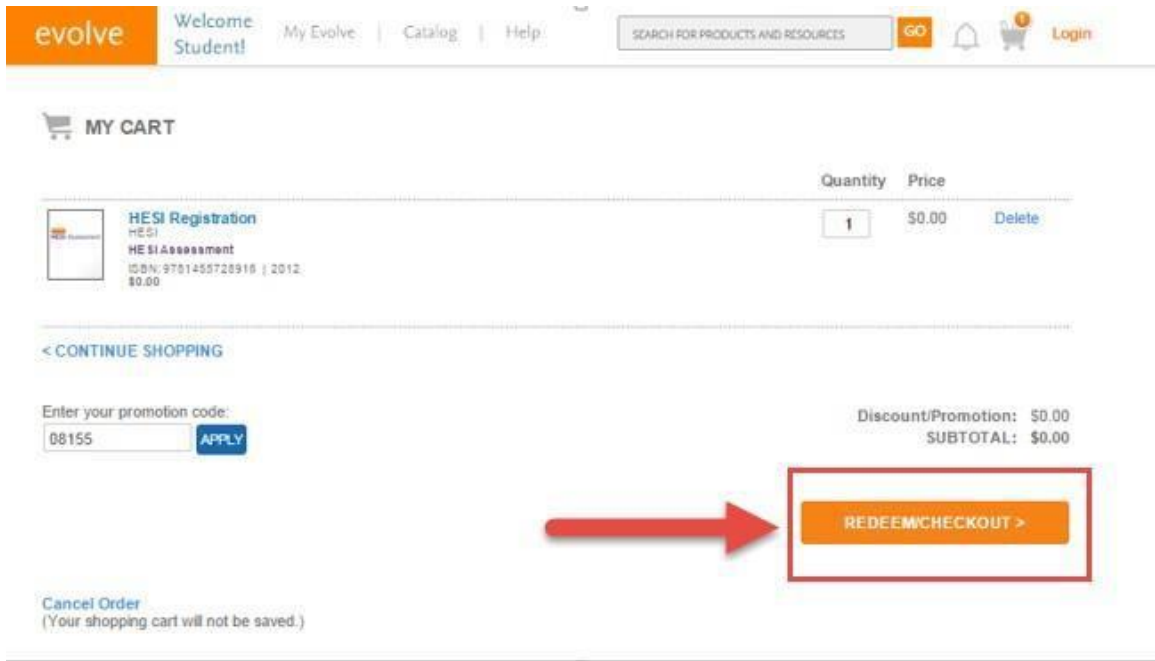 evolve
Welcome
Student!
My Evolve | Catalog | Help
SEARCH FOR PRODUCTS AND RESOURCES
GO
Login
MY CART
Quantity Price
HESI Registration
HESI
HESI Assessment
ISBN: 9781455728916 | 2012
$0.00
1 $0.00 Delete
< CONTINUE SHOPPING
Enter your promotion code:
08155 APPLY
Discount/Promotion: $0.00
SUBTOTAL: $0.00
REDEEM/CHECKOUT >
Cancel Order
(Your shopping cart will not be saved.)